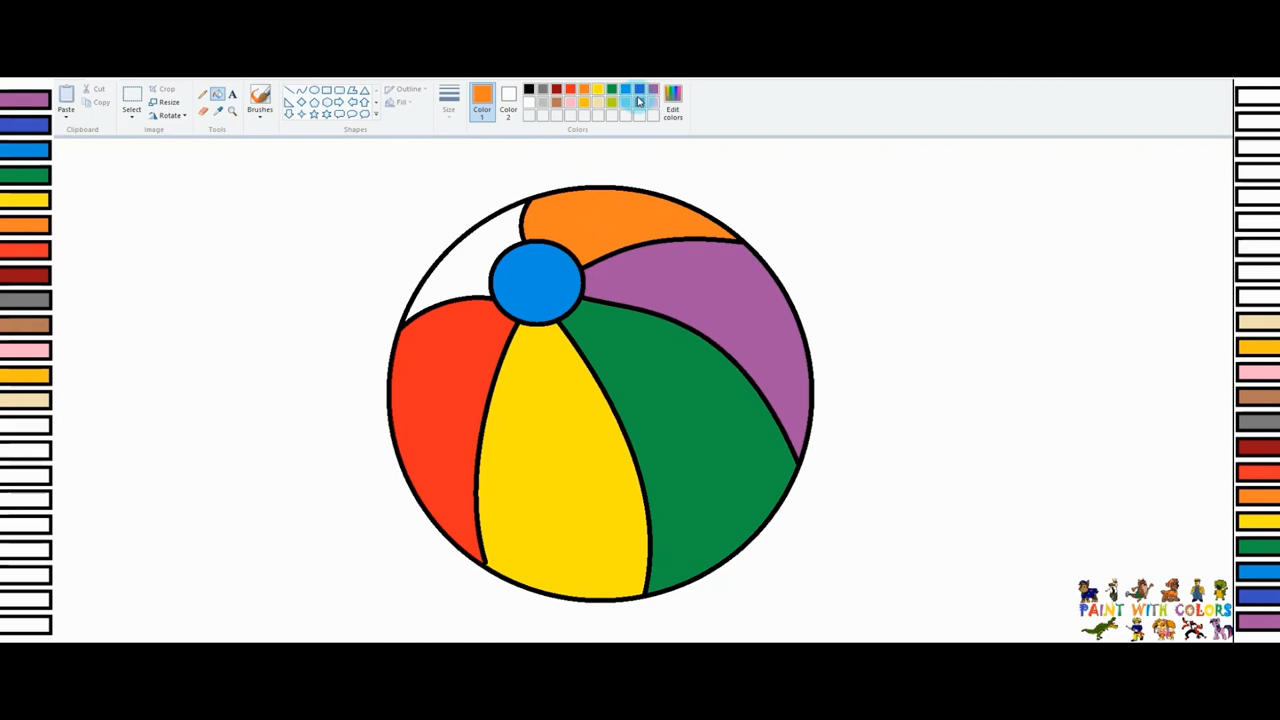 Paste
Cut
Copy
Clipboard
Select
Crop
Resize
Rotate
Image
A
Tools
Brushes
Outline
Fill
Shapes
Size
Color 1
Color 2
Edit colors
Colors
PAINT WITH COLORS